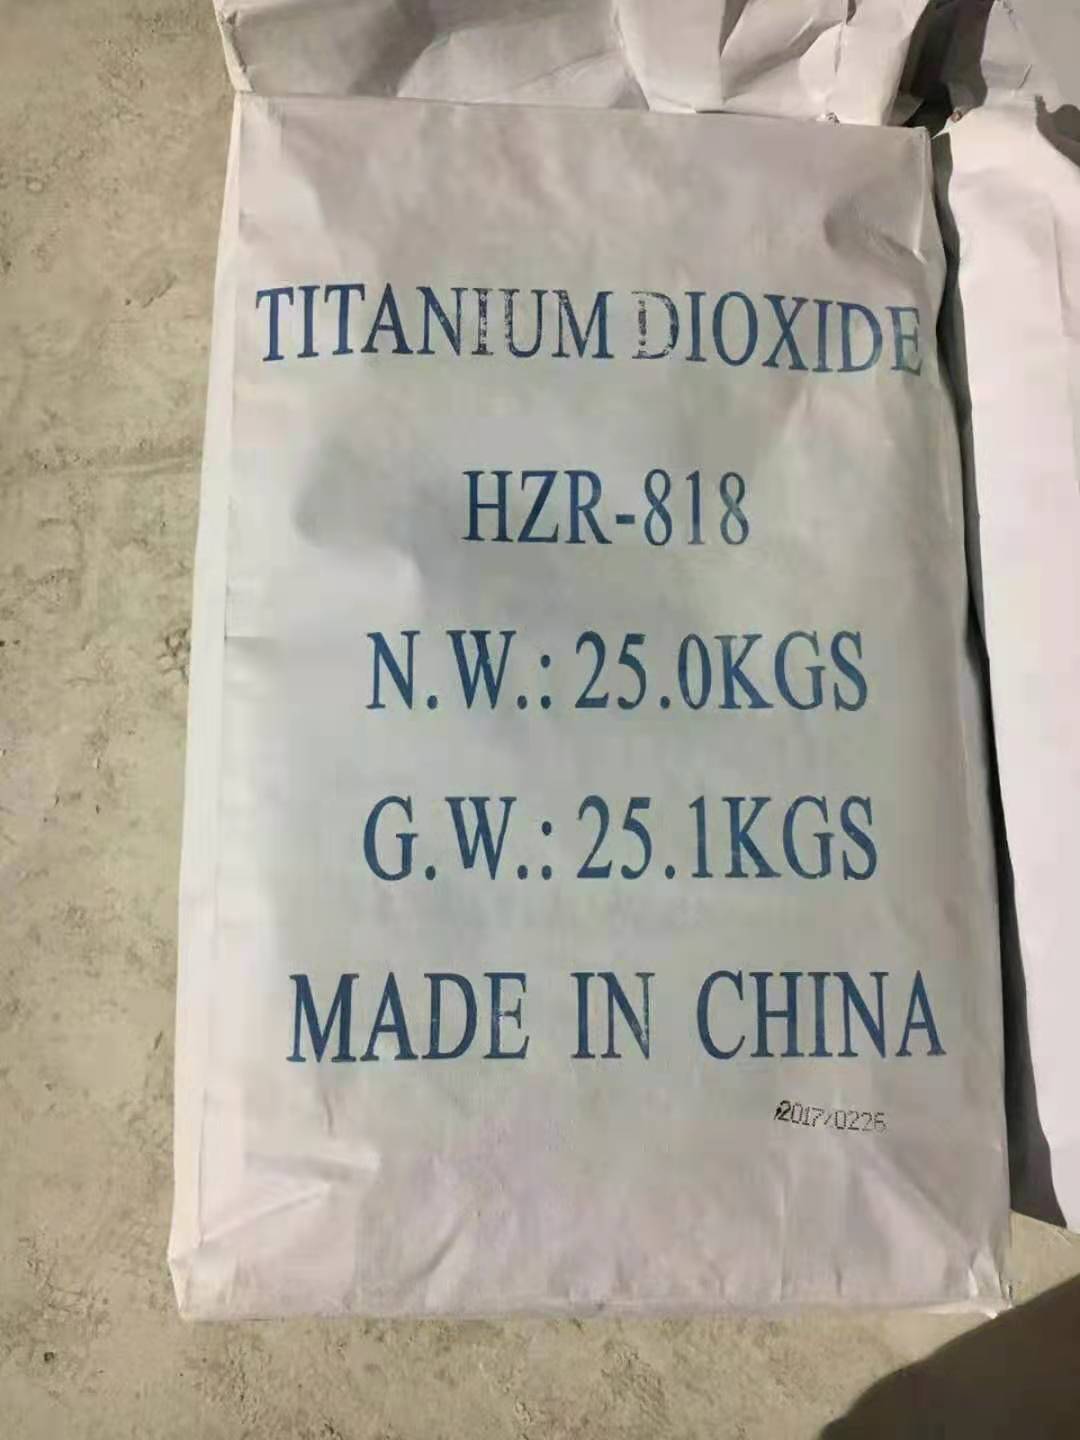 TITANIUM DIOXIDE
HZR-818
N.W.: 25.0KGS
G.W.: 25.1KGS
MADE IN CHINA
2017/0226